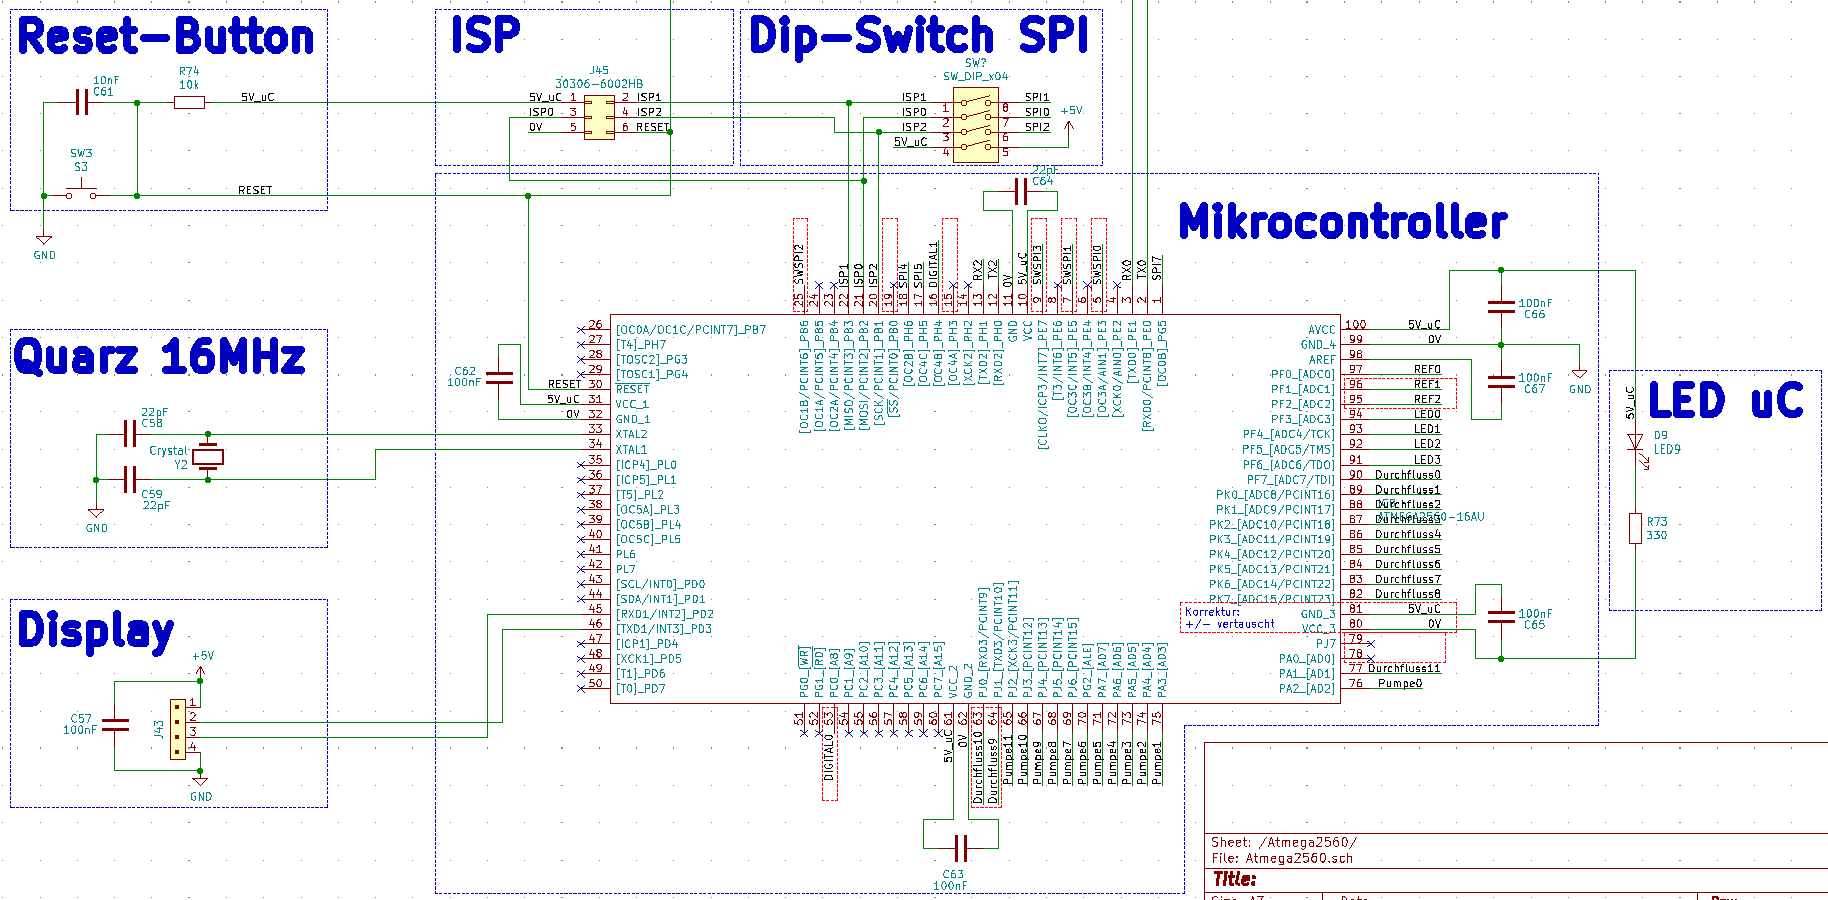 Reset-Button
10nF
C61
R74
10k
5V_uC
SW3
S3
RESET
GND
ISP
J45
30306-6002HB
5V_uC 1 2 ISP1
ISP0 3 4 ISP2
0V 5 6 RESET
Dip-Switch SPI
SW?
SW_DIP_x04
ISP1 1 8 SPI1
ISP0 2 7 SPI0
ISP2 3 6 SPI2
5V_uC 4 5
+5V
22nF
C64
Mikrocontroller
SWSPI2
ISP1
ISP0
ISP2
SPI4
SPI5
DIGITAL1
RX2
TX2
0V
5V_uC
SWSPI3
SWSPI1
SWSPI0
RX0
TX0
SPI7
25 24 23 22 21 20 19 18 17 16 15 14 13 12 11 10 9 8 7 6 5 4 3 2 1
[OC1B/PCINT6]_PB6
[OC1A/PCINT5]_PB5
[OC2A/PCINT4]_PB4
[MISO/PCINT3]_PB3
[MOSI/PCINT2]_PB2
[SCK/PCINT1]_PB1
[SS/PCINT0]_PB0
[OC2B]_PH6
[OC4C]_PH5
[OC4B]_PH4
[OC4A]_PH3
[XCK2]_PH2
[TXD2]_PH1
[RXD2]_PH0
GND
VCC
[CLKO/ICP3/INT7]_PE7
[T3/INT6]_PE6
[OC3C/INT5]_PE5
[OC3B/INT4]_PE4
[OC3A/AIN1]_PE3
[XCK0/AIN0]_PE2
[TXD0]_PE1
[RXD0/PCINT8]_PE0
[OC0B]_PG5
Quarz 16MHz
22pF
C58
Crystal
Y2
C59
22pF
GND
C62
100nF
26 [OC0A/OC1C/PCINT7]_PB7
27 [T4]_PH7
28 [TOSC2]_PG3
29 [TOSC1]_PG4
RESET 30 RESET
5V_uC 31 VCC_1
0V 32 GND_1
33 XTAL2
34 XTAL1
35 [ICP4]_PL0
36 [ICP5]_PL1
37 [T5]_PL2
38 [OC5A]_PL3
39 [OC5B]_PL4
40 [OC5C]_PL5
41 PL6
42 PL7
43 [SCL/INT0]_PD0
44 [SDA/INT1]_PD1
45 [RXD1/INT2]_PD2
46 [TXD1/INT3]_PD3
47 [ICP1]_PD4
48 [XCK1]_PD5
49 [T1]_PD6
50 [T0]_PD7
AVCC 100 5V_uC
GND_4 99 0V
AREF 98
PF0_[ADC0] 97 REF0
PF1_[ADC1] 96 REF1
PF2_[ADC2] 95 REF2
PF3_[ADC3] 94 LED0
PF4_[ADC4/TCK] 93 LED1
PF5_[ADC5/TMS] 92 LED2
PF6_[ADC6/TDO] 91 LED3
PF7_[ADC7/TDI] 90 Durchfluss0
PK0_[ADC8/PCINT16] 89 Durchfluss1
PK1_[ADC9/PCINT17] 88 Durchfluss2
PK2_[ADC10/PCINT18] 87 Durchfluss3
ATMEGA2560-16AU
PK3_[ADC11/PCINT19] 86 Durchfluss4
PK4_[ADC12/PCINT20] 85 Durchfluss5
PK5_[ADC13/PCINT21] 84 Durchfluss6
PK6_[ADC14/PCINT22] 83 Durchfluss7
PK7_[ADC15/PCINT23] 82 Durchfluss8
GND_3 81 5V_uC
VCC_3 80 0V
PJ7 79
PA0_[AD0] 78
PA1_[AD1] 77 Durchfluss11
PA2_[AD2] 76 Pumpe0
Korrektur:
+/- vertauscht
100nF
C66
100nF
C67
GND
100nF
C65
LED uC
5V_uC
D9
LED9
R73
330
Display
+5V
C57
100nF
J43
1
2
3
4
GND
PG0_[WR]
PG1_[RD]
PC0_[A8]
PC1_[A9]
PC2_[A10]
PC3_[A11]
PC4_[A12]
PC5_[A13]
PC6_[A14]
PC7_[A15]
VCC_2
GND_2
PJ0_[RXD3/PCINT9]
PJ1_[TXD3/PCINT10]
PJ2_[XCK3/PCINT11]
PJ3_[PCINT12]
PJ4_[PCINT13]
PJ5_[PCINT14]
PJ6_[PCINT15]
PG2_[ALE]
PA7_[AD7]
PA6_[AD6]
PA5_[AD5]
PA4_[AD4]
PA3_[AD3]
51 52 53 54 55 56 57 58 59 60 61 62 63 64 65 66 67 68 69 70 71 72 73 74 75
DIGITAL0
5V_uC
0V
Durchfluss10
Durchfluss9
Pumpe11
Pumpe10
Pumpe9
Pumpe8
Pumpe7
Pumpe6
Pumpe5
Pumpe4
Pumpe3
Pumpe2
Pumpe1
C63
100nF
Sheet: /Atmega2560/
File: Atmega2560.sch
Title: